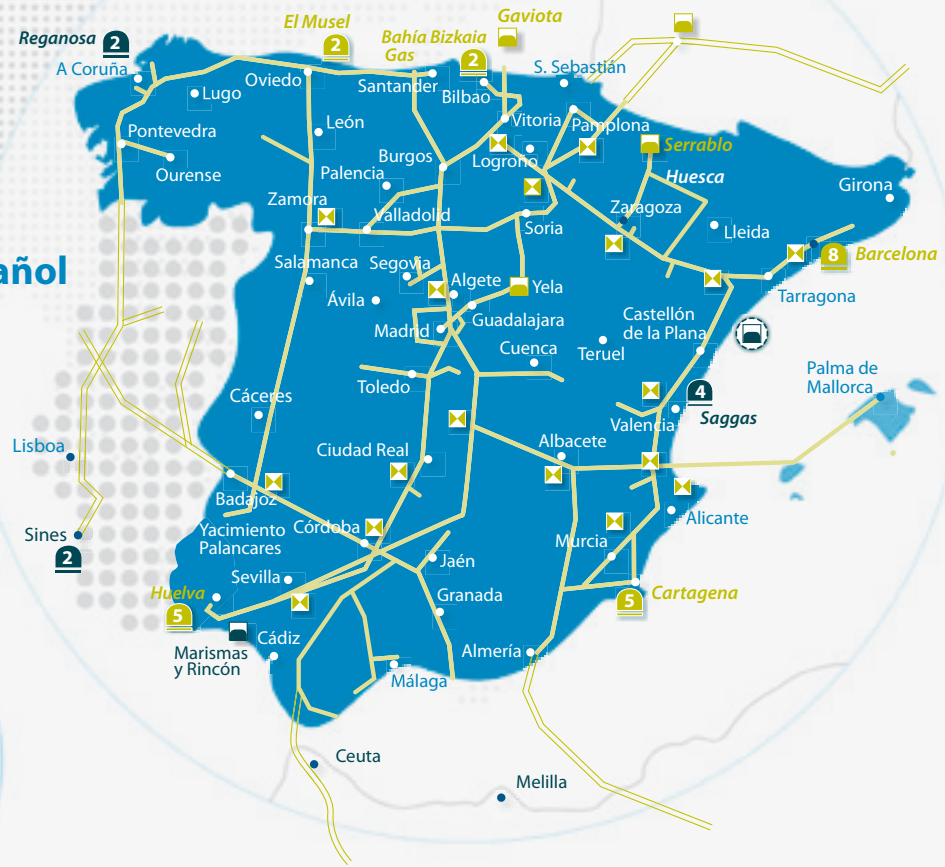 Gaviota
El Musel
2
Reganosa 2
Bahía Bizkaia
Gas
2
A Coruña
Oviedo
Santander
S. Sebastián
Lugo
Bilbao
León
Vitoria
Pamplona
Pontevedra
Serrablo
Ourense
Burgos
Logroño
Palencia
Huesca
Girona
Zamora
Valladolid
Zaragoza
Soria
Lleida
8 Barcelona
añol
Salamanca
Segovia
Algete
Yela
Ávila
Tarragona
Guadalajara
Castellón
de la Plana
Madrid
Cuenca
Teruel
Palma de
Mallorca
Toledo
Cáceres
4
Saggas
Valencia
Lisboa
Ciudad Real
Albacete
Badajoz
Alicante
Sines
2
Yacimiento
Palancares
Córdoba
Murcia
Jaén
Sevilla
Huelva
5
Granada
5
Cartagena
Cádiz
Marismas
y Rincón
Almería
Málaga
Ceuta
Melilla